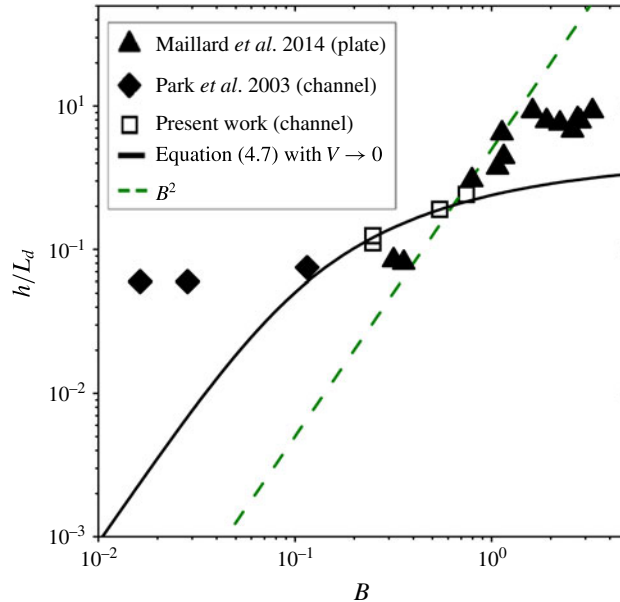 Maillard et al. 2014 (plate)
Park et al. 2003 (channel)
Present work (channel)
Equation (4.7) with V → 0
B²
10¹
10⁻¹
10⁻²
10⁻³
h/L_d
10⁻² 10⁻¹ 10⁰
B